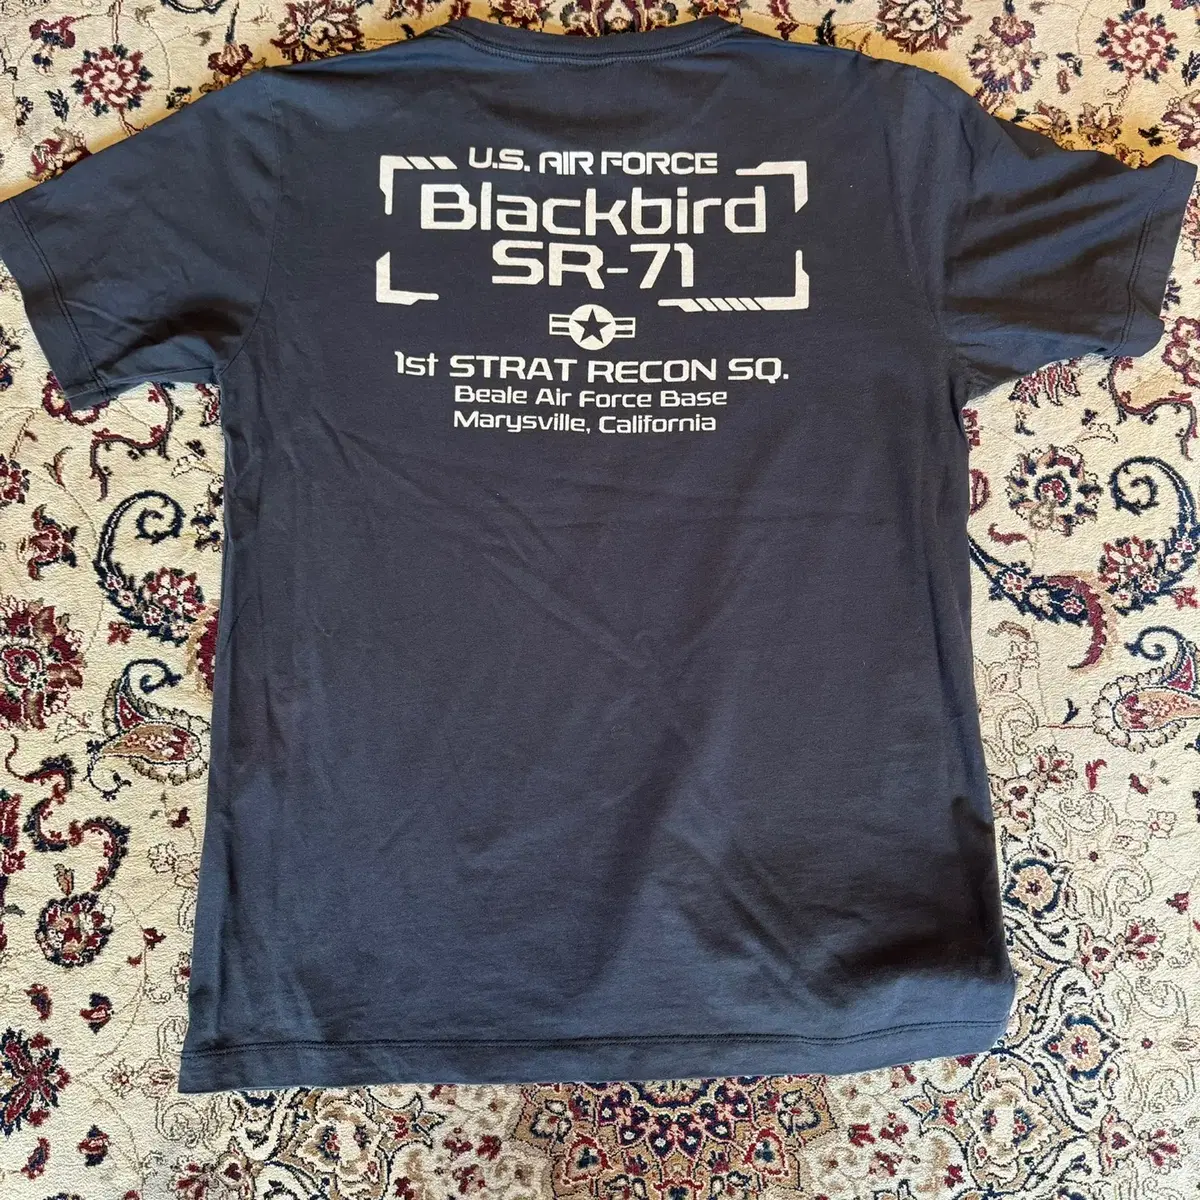 U.S. AIR FORCE
Blackbird
SR-71
1st STRAT RECON SQ.
Beale Air Force Base
Marysville, California